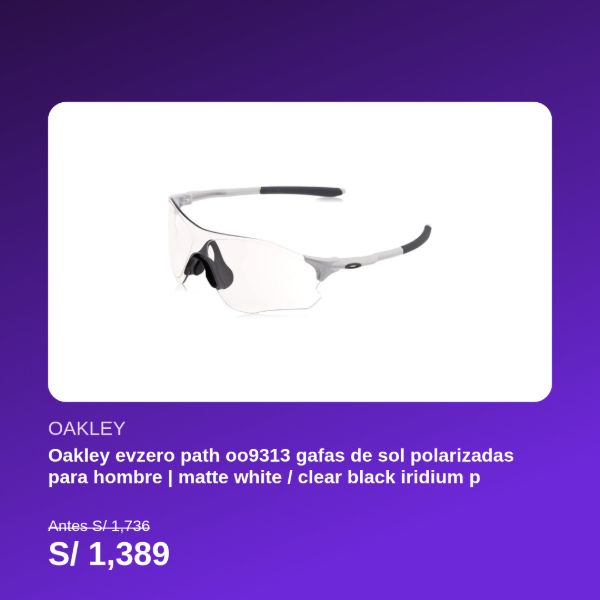 OAKLEY
Oakley evzero path oo9313 gafas de sol polarizadas
para hombre | matte white / clear black iridium p
Antes S/ 1,736
S/ 1,389